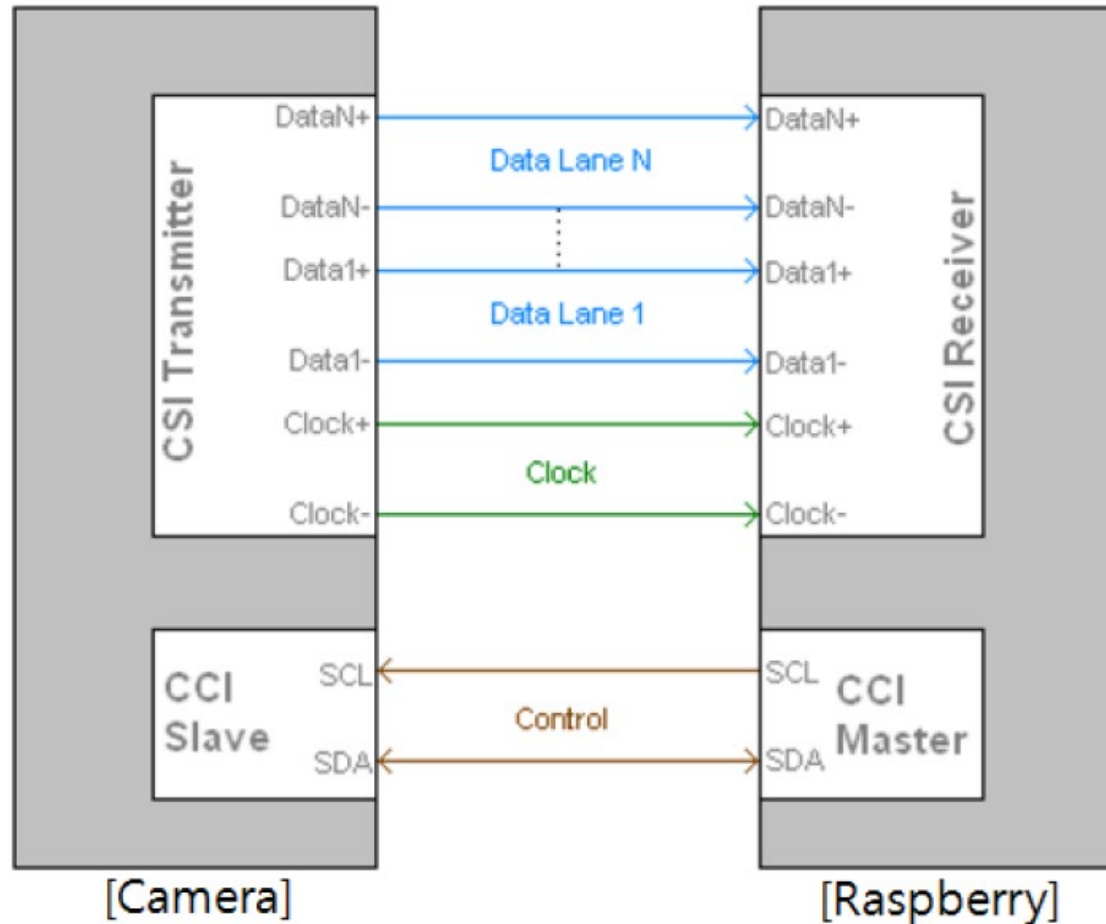 CSI Transmitter
DataN+
DataN-
Data1+
Data1-
Clock+
Clock-
Data Lane N
Data Lane 1
Clock
DataN+
DataN-
Data1+
Data1-
Clock+
Clock-
CSI Receiver
CCI
Slave
SCL
SDA
Control
SCL
SDA
CCI
Master
[Camera]
[Raspberry]